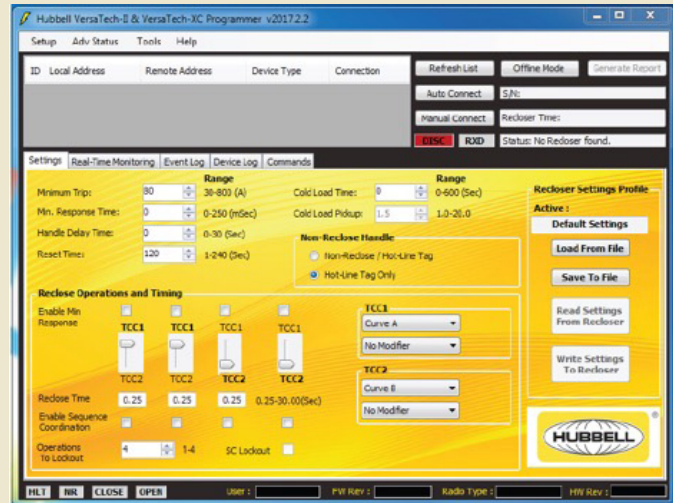 Hubbell VersaTech-II & VersaTech-XC Programmer v2017.2.2
Setup Adv Status Tools Help
ID Local Address Remote Address Device Type Connection
Refresh List Offline Mode Generate Report
Auto Connect S/N:
Manual Connect Recloser Time:
DISC RXD Status: No Recloser found.
Settings Real-Time Monitoring Event Log Device Log Commands
Range Range
Minimum Trip: 80 30-800 (A) Cold Load Time: 0 0-600 (Sec)
Min. Response Time: 0 0-250 (mSec) Cold Load Pickup: 1.5 1.0-20.0
Handle Delay Time: 0 0-30 (Sec)
Reset Time: 120 1-240 (Sec)
Non-Reclose Handle
Non-Reclose / Hot-Line Tag
Hot-Line Tag Only
Recloser Settings Profile
Active :
Default Settings
Load From File
Save To File
Read Settings From Recloser
Write Settings To Recloser
Reclose Operations and Timing
Enable Min Response
TCC1 TCC1 TCC1 TCC1
TCC2 TCC2 TCC2 TCC2
Reclose Time 0.25 0.25 0.25 0.25-30.00(Sec)
Enable Sequence Coordination
Operations To Lockout 4 1-4 SC Lockout
TCC1
Curve A
No Modifier
TCC2
Curve B
No Modifier
HUBBELL ®
HLT NR CLOSE OPEN User : FW Rev : Radio Type : HW Rev :